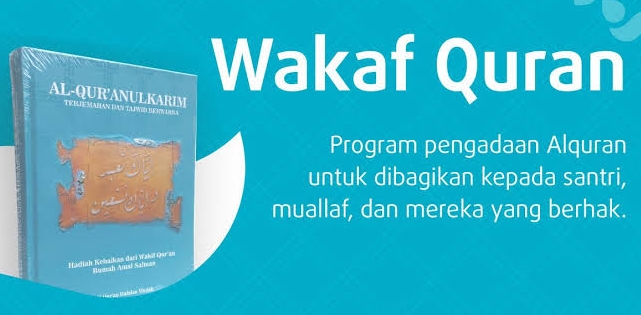 Wakaf Quran
Program pengadaan Alquran
untuk dibagikan kepada santri,
muallaf, dan mereka yang berhak.
AL-QUR'ANULKARIM
TERJEMAHAN DAN TAJWID BERWARNA
Hadiah Kebaikan dari Wakif Qur'an
Rumah Amal Salman